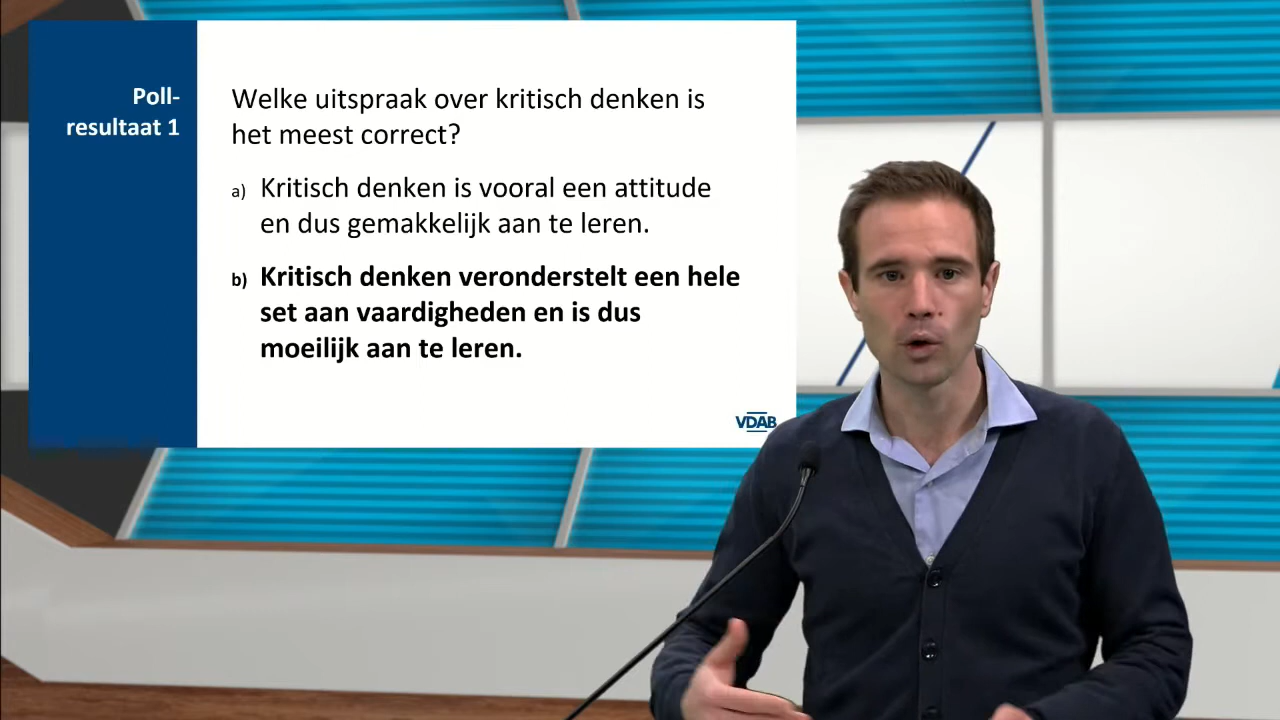 Poll-
resultaat 1
Welke uitspraak over kritisch denken is
het meest correct?
a) Kritisch denken is vooral een attitude
en dus gemakkelijk aan te leren.
b) Kritisch denken veronderstelt een hele
set aan vaardigheden en is dus
moeilijk aan te leren.
VDAB